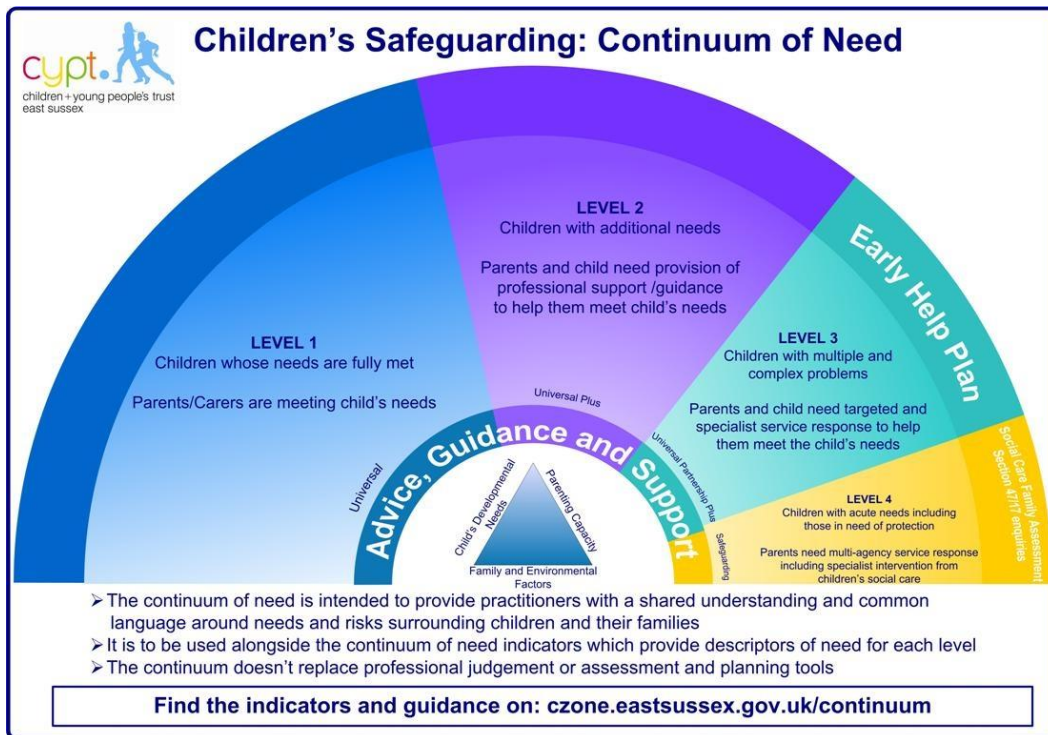 cypt.
children + young people's trust
east sussex
Children's Safeguarding: Continuum of Need
LEVEL 1
Children whose needs are fully met
Parents/Carers are meeting child's needs
LEVEL 2
Children with additional needs
Parents and child need provision of
professional support /guidance
to help them meet child's needs
LEVEL 3
Children with multiple and
complex problems
Parents and child need targeted and
specialist service response to help
them meet the child's needs
LEVEL 4
Children with acute needs including
those in need of protection
Parents need multi-agency service response
including specialist intervention from
children's social care
Early Help Plan
Social Care Family Assessment
Section 47/17 enquiries
Universal
Universal Plus
Universal Partnership Plus
Safeguarding
Advice, Guidance and Support
Child's Developmental
Needs
Parenting Capacity
Family and Environmental
Factors
➢ The continuum of need is intended to provide practitioners with a shared understanding and common
language around needs and risks surrounding children and their families
➢ It is to be used alongside the continuum of need indicators which provide descriptors of need for each level
➢ The continuum doesn't replace professional judgement or assessment and planning tools
Find the indicators and guidance on: czone.eastsussex.gov.uk/continuum